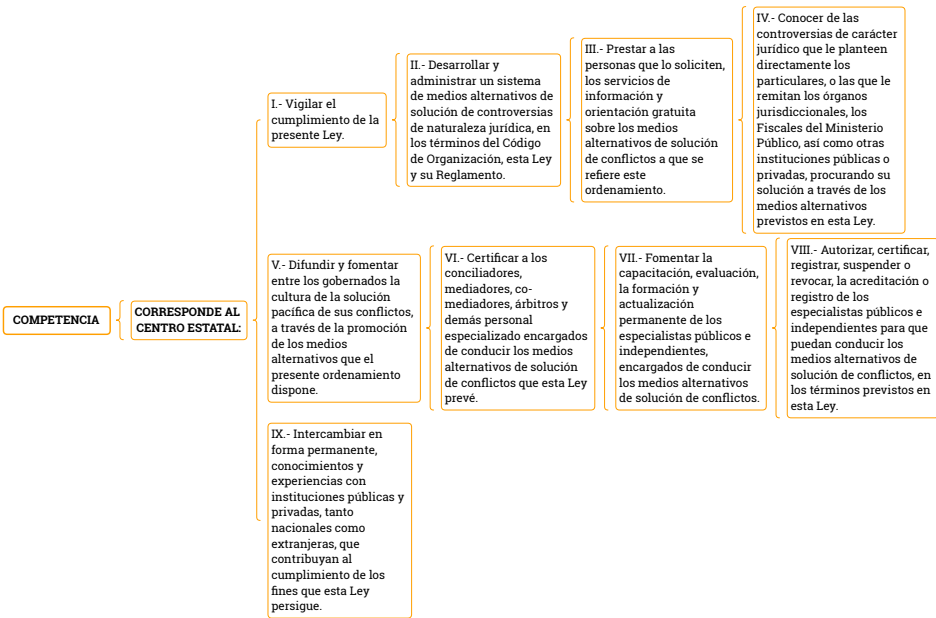 COMPETENCIA
CORRESPONDE AL
CENTRO ESTATAL:
I.- Vigilar el
cumplimiento de la
presente Ley.
II.- Desarrollar y
administrar un sistema
de medios alternativos de
solución de controversias
de naturaleza jurídica, en
los términos del Código
de Organización, esta Ley
y su Reglamento.
III.- Prestar a las
personas que lo soliciten,
los servicios de
información y
orientación gratuita
sobre los medios
alternativos de solución
de conflictos a que se
refiere este
ordenamiento.
IV.- Conocer de las
controversias de carácter
jurídico que le planteen
directamente los
particulares, o las que le
remitan los órganos
jurisdiccionales, los
Fiscales del Ministerio
Público, así como otras
instituciones públicas o
privadas, procurando su
solución a través de los
medios alternativos
previstos en esta Ley.
V.- Difundir y fomentar
entre los gobernados la
cultura de la solución
pacífica de sus conflictos,
a través de la promoción
de los medios
alternativos que el
presente ordenamiento
dispone.
VI.- Certificar a los
conciliadores,
mediadores, co-
mediadores, árbitros y
demás personal
especializado encargados
de conducir los medios
alternativos de solución
de conflictos que esta Ley
prevé.
VII.- Fomentar la
capacitación, evaluación,
la formación y
actualización
permanente de los
especialistas públicos e
independientes,
encargados de conducir
los medios alternativos
de solución de conflictos.
VIII.- Autorizar, certificar,
registrar, suspender o
revocar, la acreditación o
registro de los
especialistas públicos e
independientes para que
puedan conducir los
medios alternativos de
solución de conflictos, en
los términos previstos en
esta Ley.
IX.- Intercambiar en
forma permanente,
conocimientos y
experiencias con
instituciones públicas y
privadas, tanto
nacionales como
extranjeras, que
contribuyan al
cumplimiento de los
fines que esta Ley
persigue.